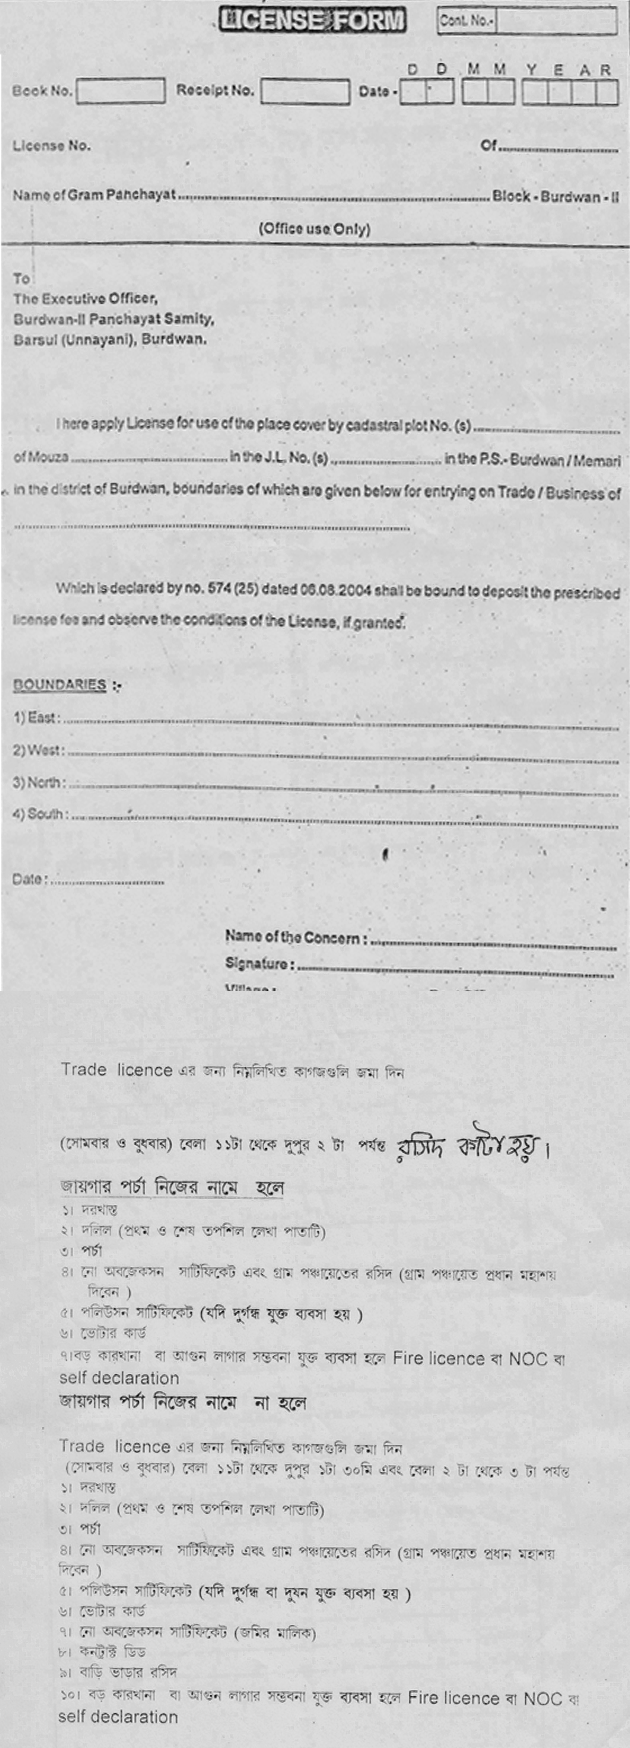 LICENSE FORM
Cont. No.-
D D M M Y E A R
Book No. Receipt No. Date -
License No. Of
Name of Gram Panchayat Block - Burdwan - II
(Office use Only)
To
The Executive Officer,
Burdwan-II Panchayat Samity,
Barsul (Unnayani), Burdwan.
I here apply License for use of the place cover by cadastral plot No. (s)
of Mouza in the J.L. No. (s) in the P.S.- Burdwan / Memari
in the district of Burdwan, boundaries of which are given below for entrying on Trade / Business of
Which is declared by no. 574 (25) dated 06.08.2004 shall be bound to deposit the prescribed
license fee and observe the conditions of the License, if granted.
BOUNDARIES :-
1) East :
2) West :
3) North :
4) South :
Date :
Name of the Concern :
Signature :
Village :
Trade licence এর জন্য নিম্নলিখিত কাগজগুলি জমা দিন
(সোমবার ও বুধবার) বেলা ১১টা থেকে দুপুর ২ টা পর্যন্ত রসিদ কাটা হয়।
জায়গার পর্চা নিজের নামে হলে
১। দরখাস্ত
২। দলিল (প্রথম ও শেষ তপশিল লেখা পাতাটি)
৩। পর্চা
৪। নো অবজেকসন সার্টিফিকেট এবং গ্রাম পঞ্চায়েতের রসিদ (গ্রাম পঞ্চায়েত প্রধান মহাশয়
দিবেন )
৫। পলিউসন সার্টিফিকেট (যদি দুর্গন্ধ যুক্ত ব্যবসা হয় )
৬। ভোটার কার্ড
৭।বড় কারখানা বা আগুন লাগার সম্ভবনা যুক্ত ব্যবসা হলে Fire licence বা NOC বা
self declaration
জায়গার পর্চা নিজের নামে না হলে
Trade licence এর জন্য নিম্নলিখিত কাগজগুলি জমা দিন
(সোমবার ও বুধবার) বেলা ১১টা থেকে দুপুর ১টা ৩০মি এবং বেলা ২ টা থেকে ৩ টা পর্যন্ত
১। দরখাস্ত
২। দলিল (প্রথম ও শেষ তপশিল লেখা পাতাটি)
৩। পর্চা
৪। নো অবজেকসন সার্টিফিকেট এবং গ্রাম পঞ্চায়েতের রসিদ (গ্রাম পঞ্চায়েত প্রধান মহাশয়
দিবেন )
৫। পলিউসন সার্টিফিকেট (যদি দুর্গন্ধ বা দুষন যুক্ত ব্যবসা হয় )
৬। ভোটার কার্ড
৭। নো অবজেকসন সার্টিফিকেট (জমির মালিক)
৮। কনট্রাক্ট ডিড
৯। বাড়ি ভাড়ার রসিদ
১০। বড় কারখানা বা আগুন লাগার সম্ভবনা যুক্ত ব্যবসা হলে Fire licence বা NOC বা
self declaration